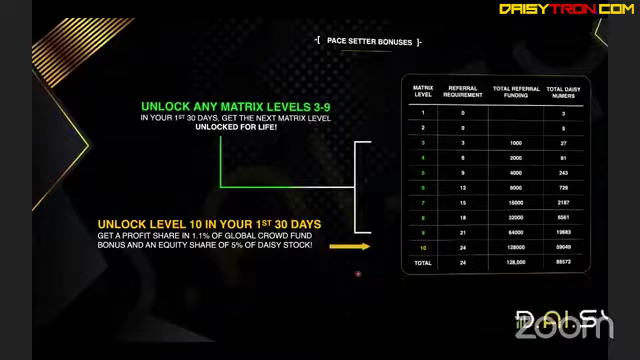 DAISYTRON.COM
-[ PACE SETTER BONUSES ]-
UNLOCK ANY MATRIX LEVELS 3-9
IN YOUR 1ST 30 DAYS, GET THE NEXT MATRIX LEVEL
UNLOCKED FOR LIFE!
UNLOCK LEVEL 10 IN YOUR 1ST 30 DAYS
GET A PROFIT SHARE IN 1.1% OF GLOBAL CROWD FUND
BONUS AND AN EQUITY SHARE OF 5% OF DAISY STOCK!
MATRIX LEVEL REFERRAL REQUIREMENT TOTAL REFERRAL FUNDING TOTAL DAISY NUMERS
1 0 3
2 0 9
3 3 1000 27
4 6 2000 81
5 9 4000 243
6 12 8000 729
7 15 16000 2187
8 18 32000 6561
9 21 64000 19683
10 24 128000 59049
TOTAL 24 128,000 88572
D.AI.SY
zoom